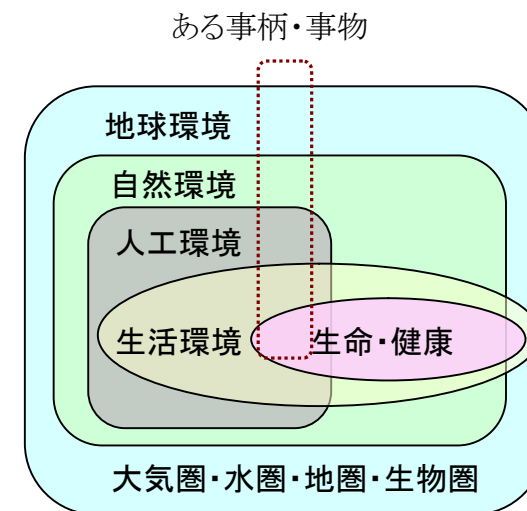 ある事柄・事物
地球環境
自然環境
人工環境
生活環境
生命・健康
大気圏・水圏・地圏・生物圏